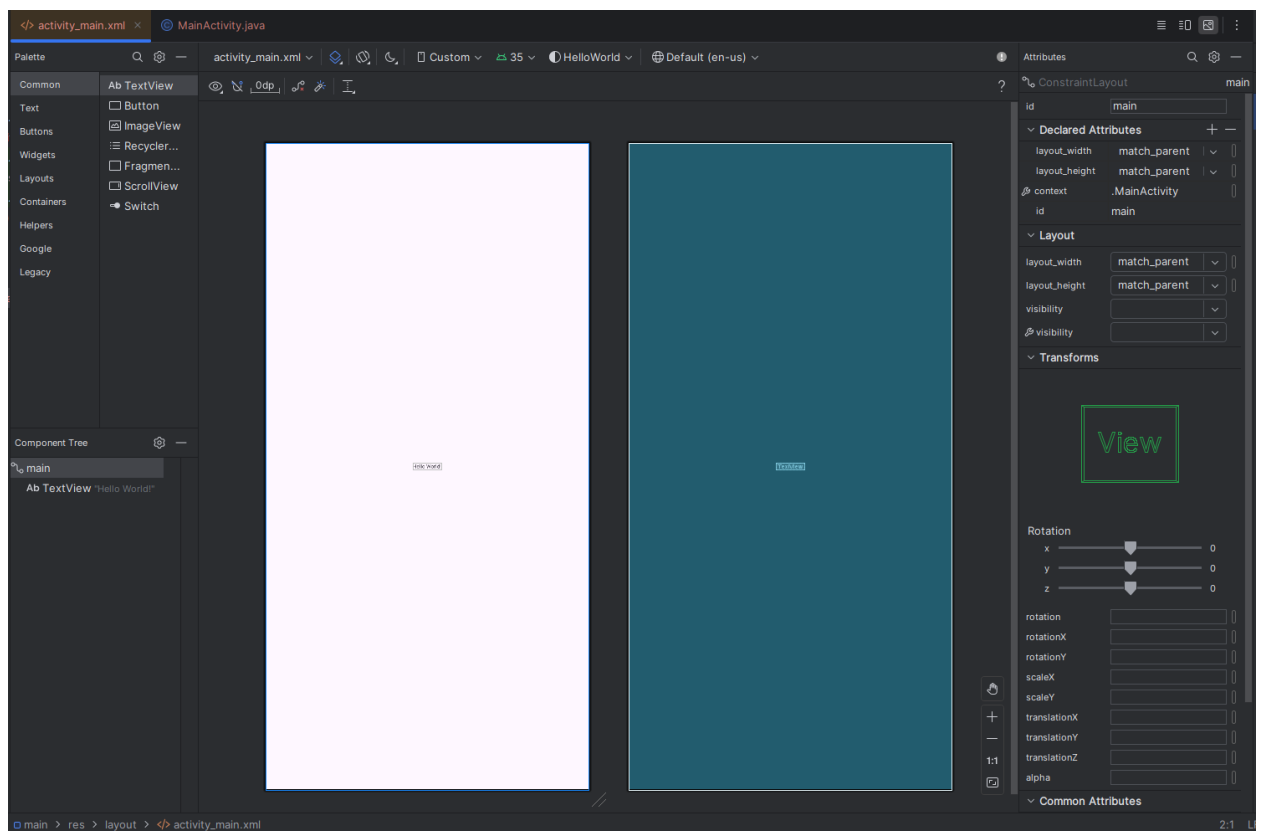 </> activity_main.xml × MainActivity.java
Palette
Common
Text
Buttons
Widgets
Layouts
Containers
Helpers
Google
Legacy
Ab TextView
Button
ImageView
Recycler...
Fragmen...
ScrollView
Switch
Component Tree
main
Ab TextView "Hello World!"
activity_main.xml Custom 35 HelloWorld Default (en-us)
0dp ?
Hello World!
TextView
1:1
Attributes
ConstraintLayout main
id main
Declared Attributes
layout_width match_parent
layout_height match_parent
context .MainActivity
id main
Layout
layout_width match_parent
layout_height match_parent
visibility
visibility
Transforms
View
Rotation
x 0
y 0
z 0
rotation
rotationX
rotationY
scaleX
scaleY
translationX
translationY
translationZ
alpha
Common Attributes
main > res > layout > </> activity_main.xml 2:1